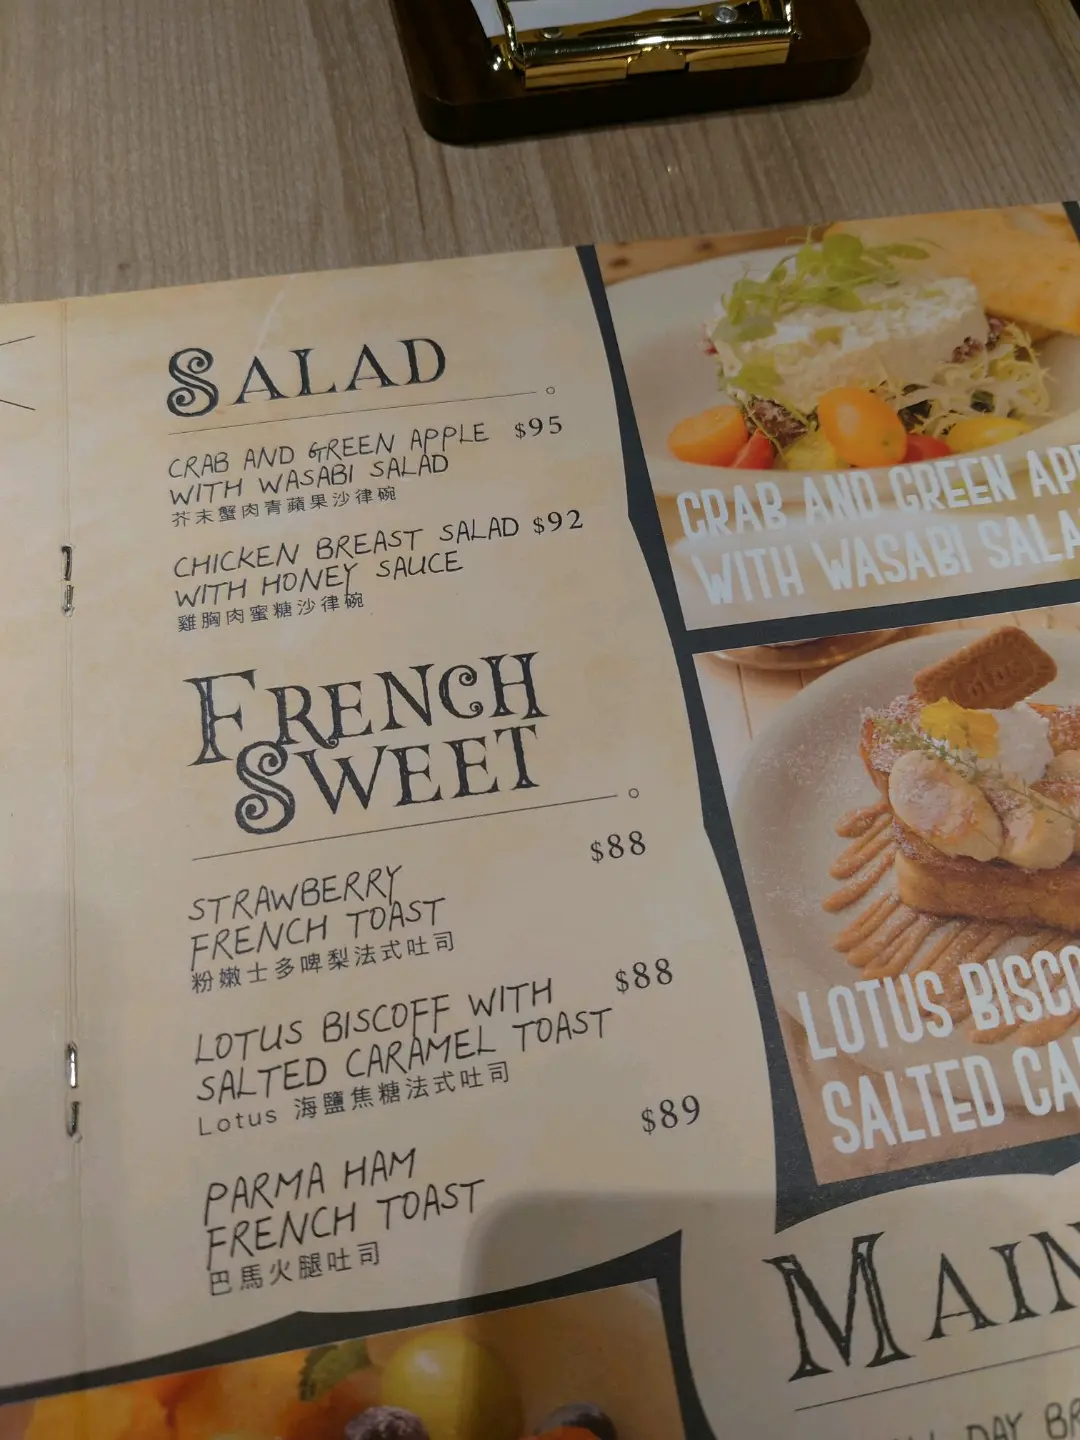 SALAD
CRAB AND GREEN APPLE $95
WITH WASABI SALAD
芥末蟹肉青蘋果沙律碗
CHICKEN BREAST SALAD $92
WITH HONEY SAUCE
雞胸肉蜜糖沙律碗
FRENCH
SWEET
$88
STRAWBERRY
FRENCH TOAST
粉嫩士多啤梨法式吐司
LOTUS BISCOFF WITH $88
SALTED CARAMEL TOAST
Lotus 海鹽焦糖法式吐司
$89
PARMA HAM
FRENCH TOAST
巴馬火腿吐司
CRAB AND GREEN AP
WITH WASABI SALA
LOTUS BISCO
SALTED CA
MAIN
DAY BR